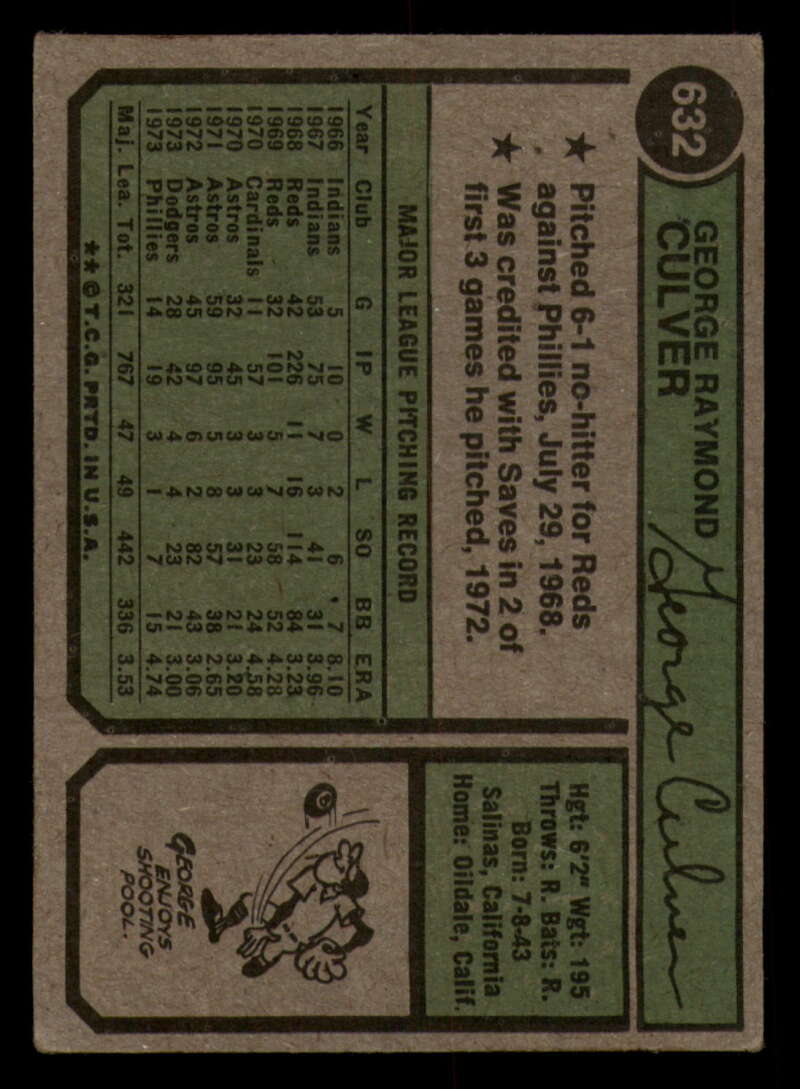 632
GEORGE RAYMOND
CULVER
George Culver
★ Pitched 6-1 no-hitter for Reds
against Phillies, July 29, 1968.
★ Was credited with Saves in 2 of
first 3 games he pitched, 1972.
MAJOR LEAGUE PITCHING RECORD
Year Club G IP W L SO BB ERA
1966 Indians 5 10 0 2 6 7 8.10
1967 Indians 53 75 7 3 41 31 3.96
1968 Reds 42 226 11 16 114 84 3.23
1969 Reds 32 101 5 7 58 52 4.28
1970 Cardinals 11 57 3 3 23 24 4.58
1970 Astros 32 45 3 3 31 21 3.20
1971 Astros 59 95 5 8 57 38 2.65
1972 Astros 45 97 6 2 82 43 3.06
1973 Dodgers 28 42 4 4 23 21 3.00
1973 Phillies 14 19 3 1 7 15 4.74
Maj. Lea. Tot. 321 767 47 49 442 336 3.53
**© T.C.G. PRTD. IN U.S.A.
Hgt: 6'2" Wgt: 195
Throws: R. Bats: R.
Born: 7-8-43
Salinas, California
Home: Oildale, Calif.
6
GEORGE
ENJOYS
SHOOTING
POOL.